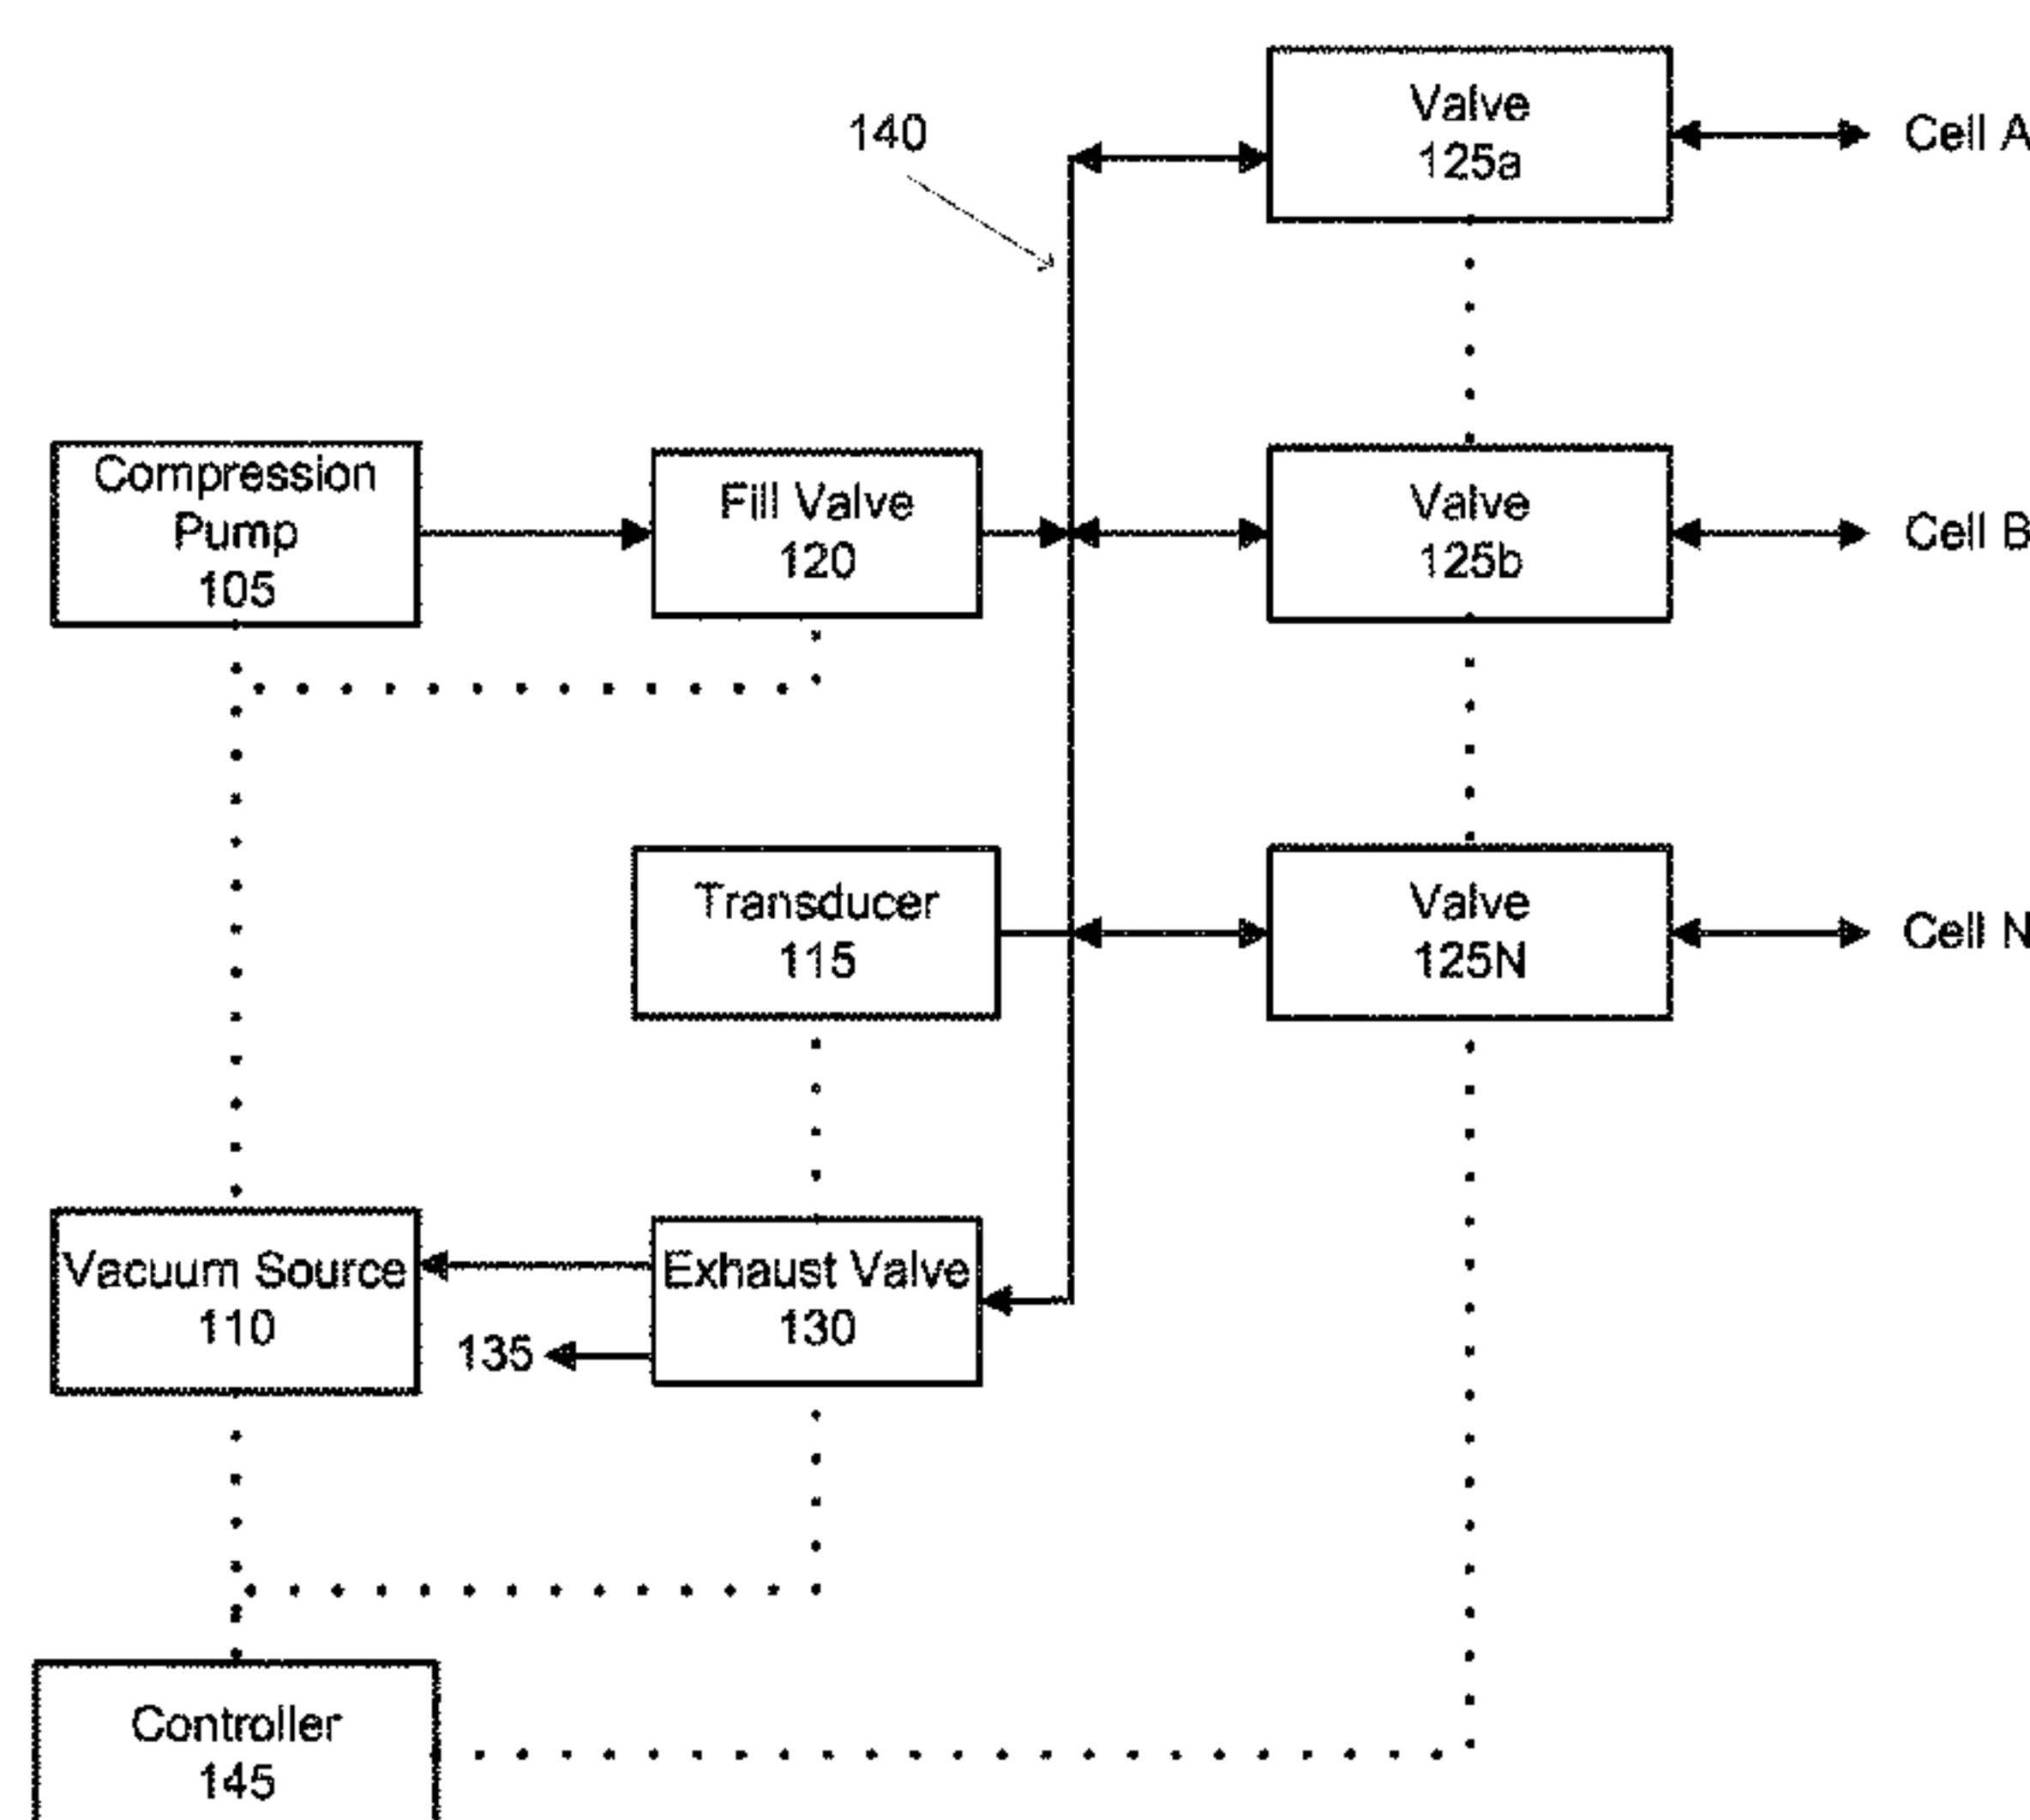 Valve
125a
Cell A
140
Compression
Pump
105
Fill Valve
120
Valve
125b
Cell B
Transducer
115
Valve
125N
Cell N
Vacuum Source
110
Exhaust Valve
130
135
Controller
145